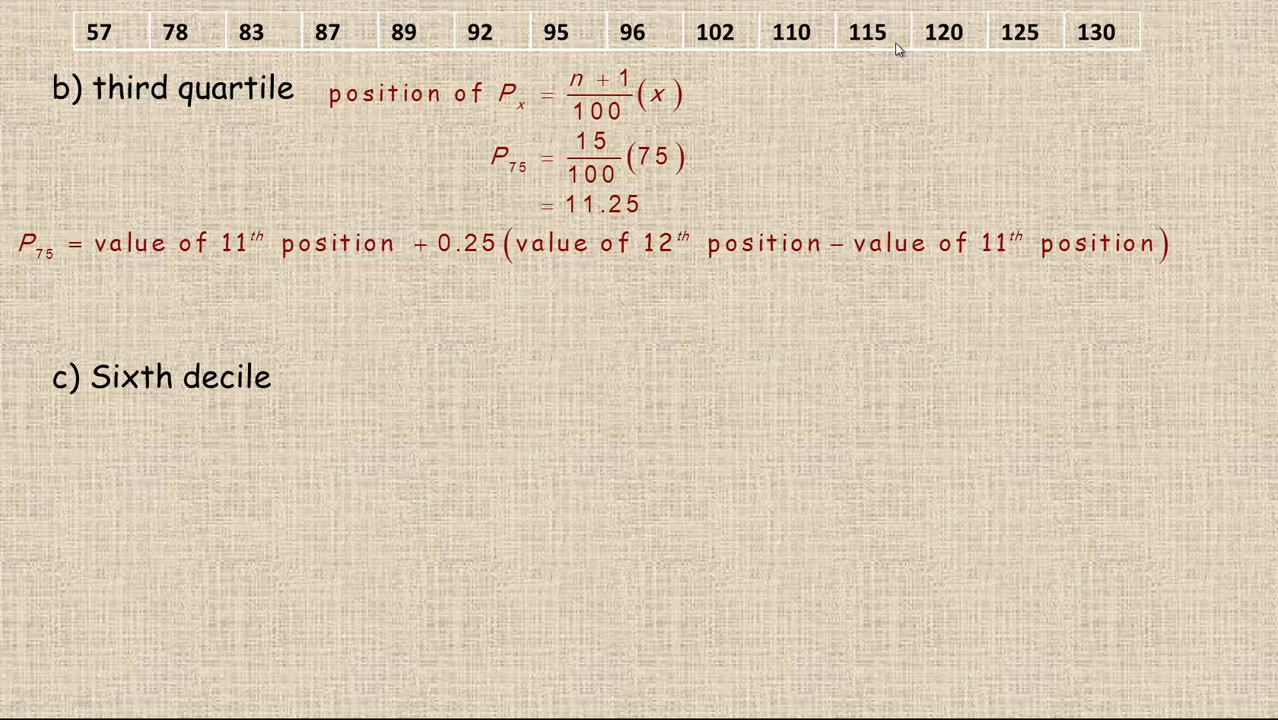 57 78 83 87 89 92 95 96 102 110 115 120 125 130
b) third quartile position of Pₓ = n + 1 / 100 (x)
P₇₅ = 15 / 100 (75)
= 11.25
P₇₅ = value of 11ᵗʰ position + 0.25 (value of 12ᵗʰ position – value of 11ᵗʰ position)
c) Sixth decile